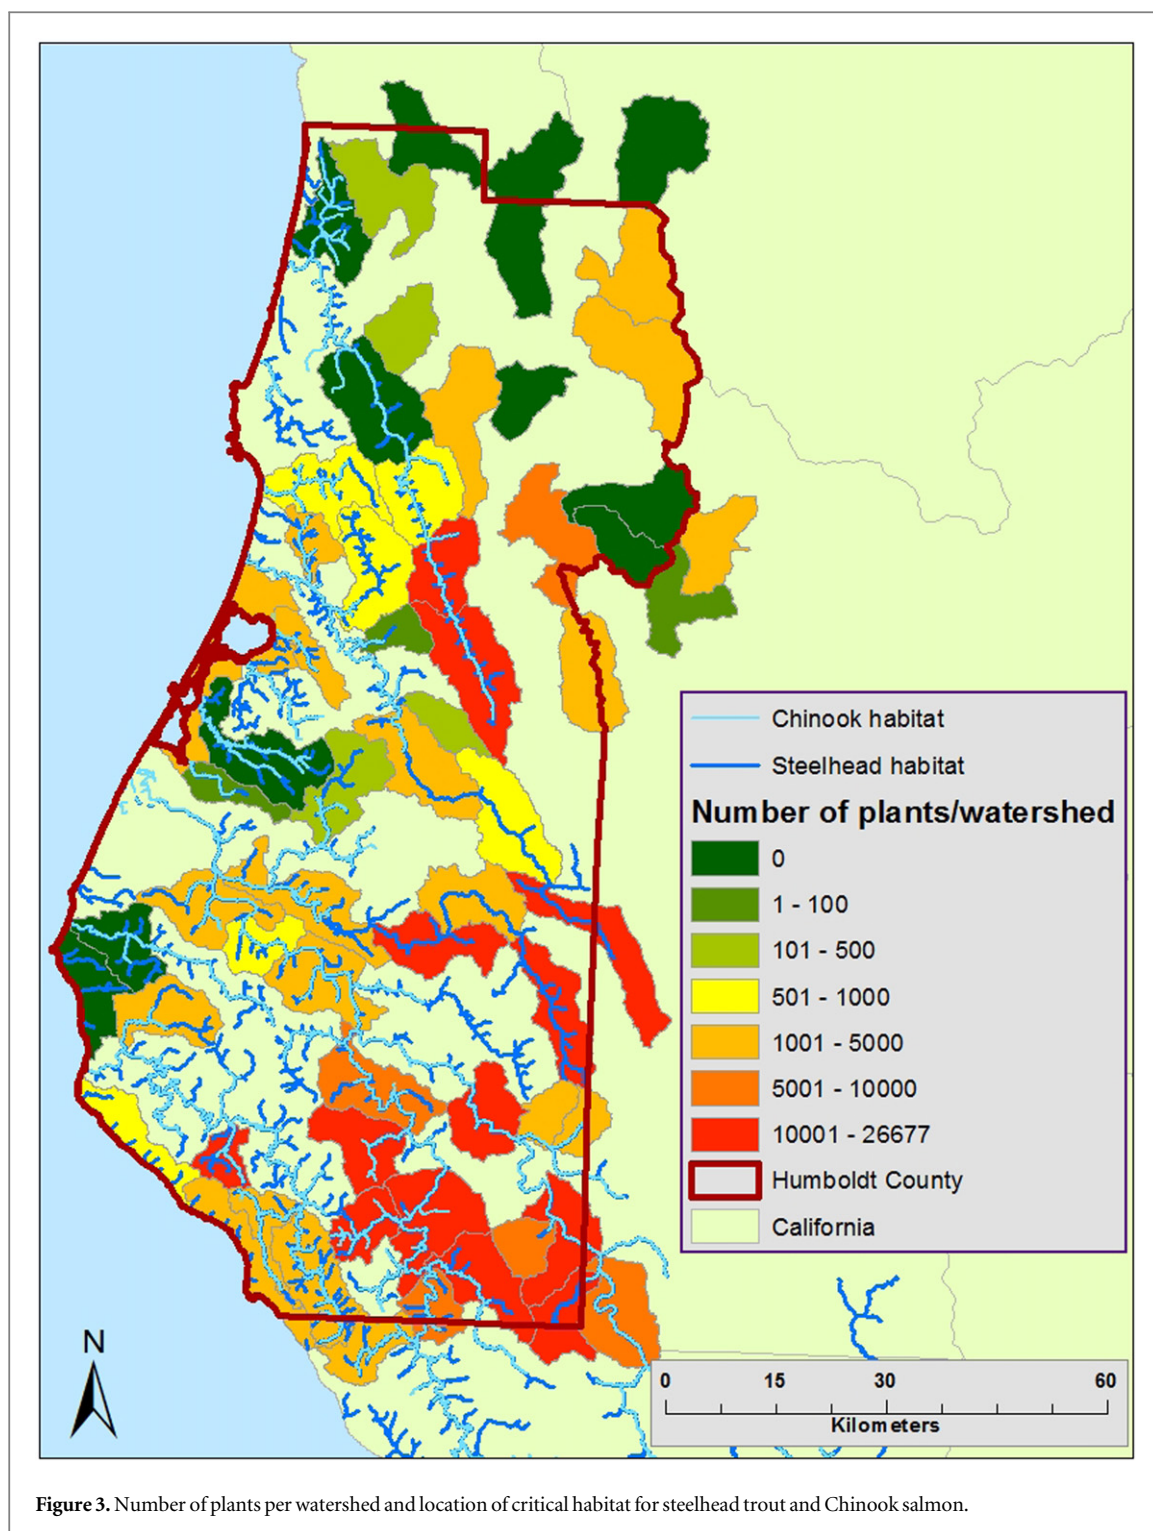 Chinook habitat
Steelhead habitat
Number of plants/watershed
0
1 - 100
101 - 500
501 - 1000
1001 - 5000
5001 - 10000
10001 - 26677
Humboldt County
California
N
0 15 30 60
Kilometers
Figure 3. Number of plants per watershed and location of critical habitat for steelhead trout and Chinook salmon.